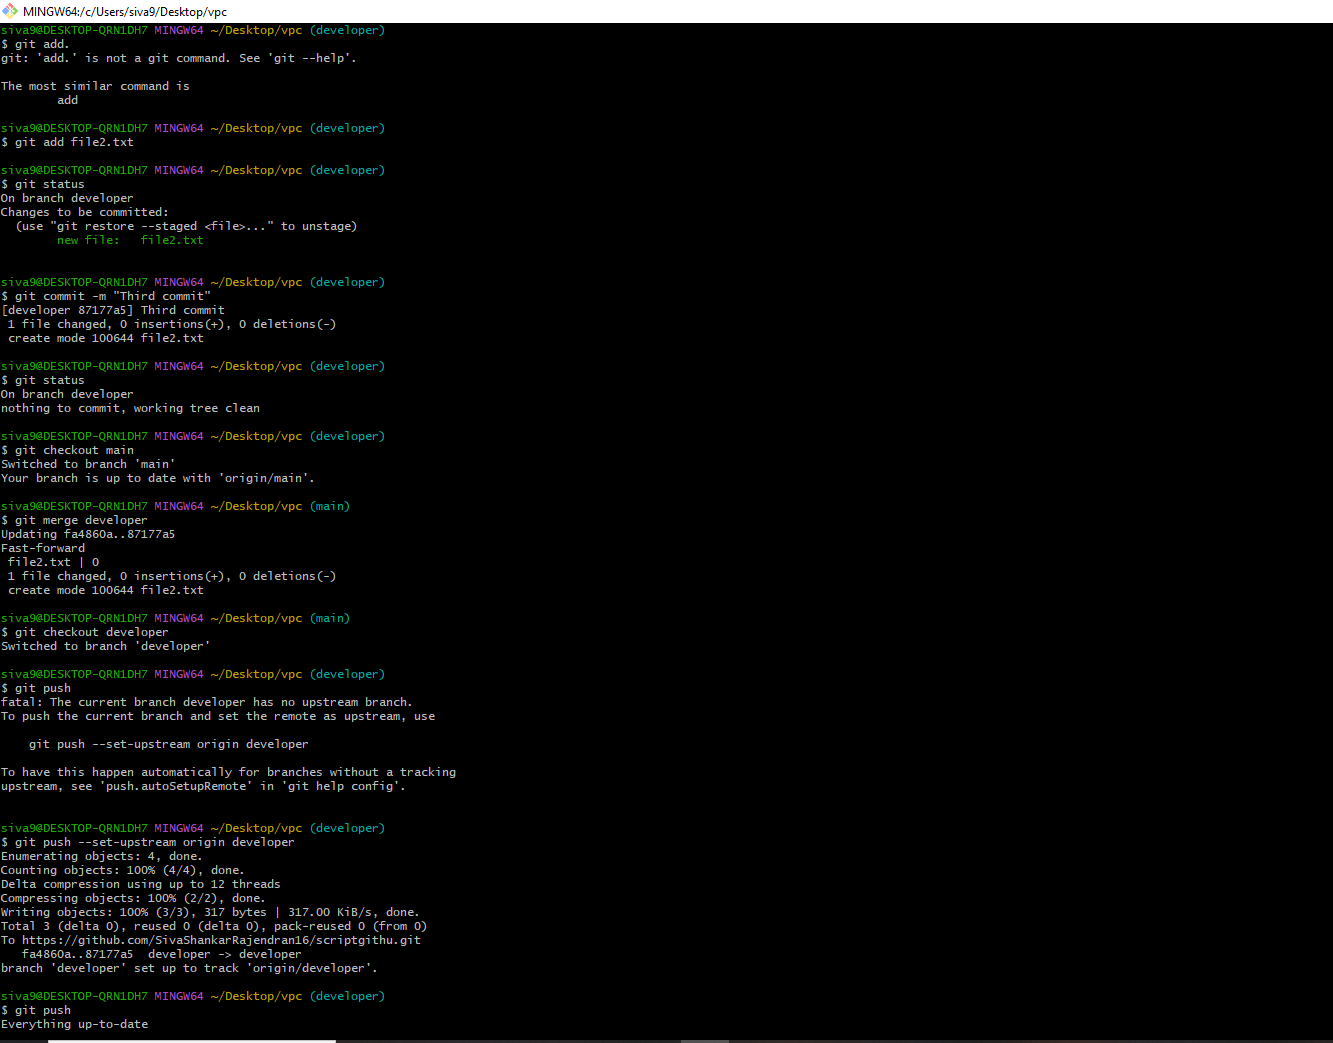 MINGW64:/c/Users/siva9/Desktop/vpc
siva9@DESKTOP-QRN1DH7 MINGW64 ~/Desktop/vpc (developer)
$ git add.
git: 'add.' is not a git command. See 'git --help'.
The most similar command is
add
siva9@DESKTOP-QRN1DH7 MINGW64 ~/Desktop/vpc (developer)
$ git add file2.txt
siva9@DESKTOP-QRN1DH7 MINGW64 ~/Desktop/vpc (developer)
$ git status
On branch developer
Changes to be committed:
(use "git restore --staged <file>..." to unstage)
new file:   file2.txt
siva9@DESKTOP-QRN1DH7 MINGW64 ~/Desktop/vpc (developer)
$ git commit -m "Third commit"
[developer 87177a5] Third commit
1 file changed, 0 insertions(+), 0 deletions(-)
create mode 100644 file2.txt
siva9@DESKTOP-QRN1DH7 MINGW64 ~/Desktop/vpc (developer)
$ git status
On branch developer
nothing to commit, working tree clean
siva9@DESKTOP-QRN1DH7 MINGW64 ~/Desktop/vpc (developer)
$ git checkout main
Switched to branch 'main'
Your branch is up to date with 'origin/main'.
siva9@DESKTOP-QRN1DH7 MINGW64 ~/Desktop/vpc (main)
$ git merge developer
Updating fa4860a..87177a5
Fast-forward
file2.txt | 0
1 file changed, 0 insertions(+), 0 deletions(-)
create mode 100644 file2.txt
siva9@DESKTOP-QRN1DH7 MINGW64 ~/Desktop/vpc (main)
$ git checkout developer
Switched to branch 'developer'
siva9@DESKTOP-QRN1DH7 MINGW64 ~/Desktop/vpc (developer)
$ git push
fatal: The current branch developer has no upstream branch.
To push the current branch and set the remote as upstream, use
git push --set-upstream origin developer
To have this happen automatically for branches without a tracking
upstream, see 'push.autoSetupRemote' in 'git help config'.
siva9@DESKTOP-QRN1DH7 MINGW64 ~/Desktop/vpc (developer)
$ git push --set-upstream origin developer
Enumerating objects: 4, done.
Counting objects: 100% (4/4), done.
Delta compression using up to 12 threads
Compressing objects: 100% (2/2), done.
Writing objects: 100% (3/3), 317 bytes | 317.00 KiB/s, done.
Total 3 (delta 0), reused 0 (delta 0), pack-reused 0 (from 0)
To https://github.com/SivaShankarRajendran16/scriptgithu.git
fa4860a..87177a5  developer -> developer
branch 'developer' set up to track 'origin/developer'.
siva9@DESKTOP-QRN1DH7 MINGW64 ~/Desktop/vpc (developer)
$ git push
Everything up-to-date